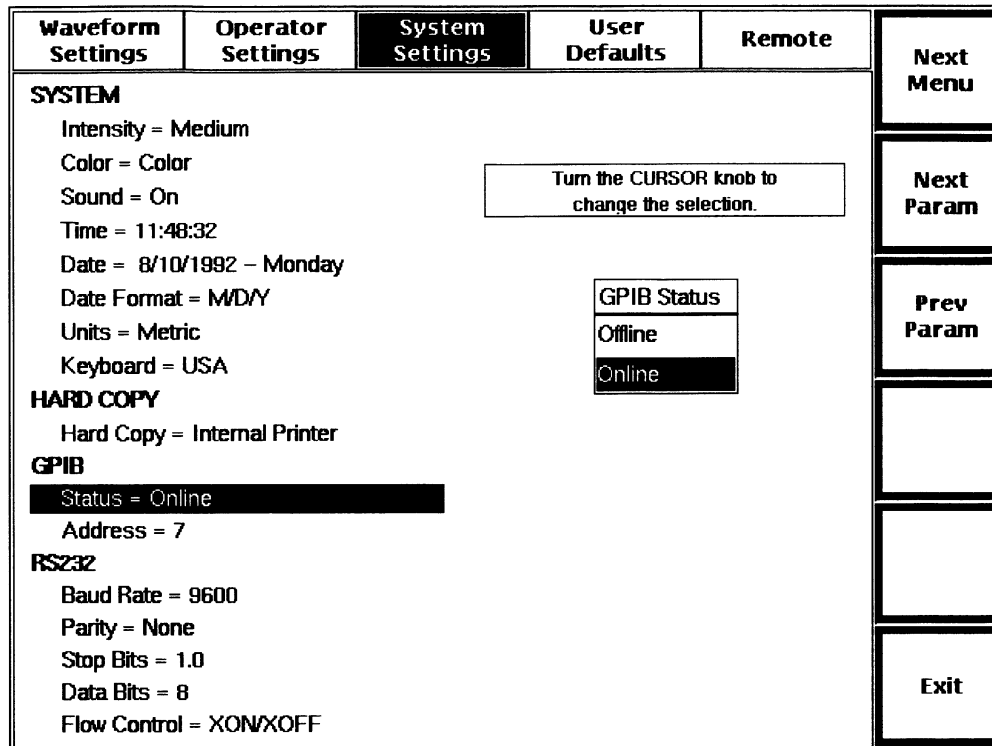 Waveform Settings
Operator Settings
System Settings
User Defaults
Remote
SYSTEM
Intensity = Medium
Color = Color
Sound = On
Time = 11:48:32
Date = 8/10/1992 – Monday
Date Format = M/D/Y
Units = Metric
Keyboard = USA
HARD COPY
Hard Copy = Internal Printer
GPIB
Status = Online
Address = 7
RS232
Baud Rate = 9600
Parity = None
Stop Bits = 1.0
Data Bits = 8
Flow Control = XON/XOFF
Turn the CURSOR knob to
change the selection.
GPIB Status
Offline
Online
Next
Menu
Next
Param
Prev
Param
Exit